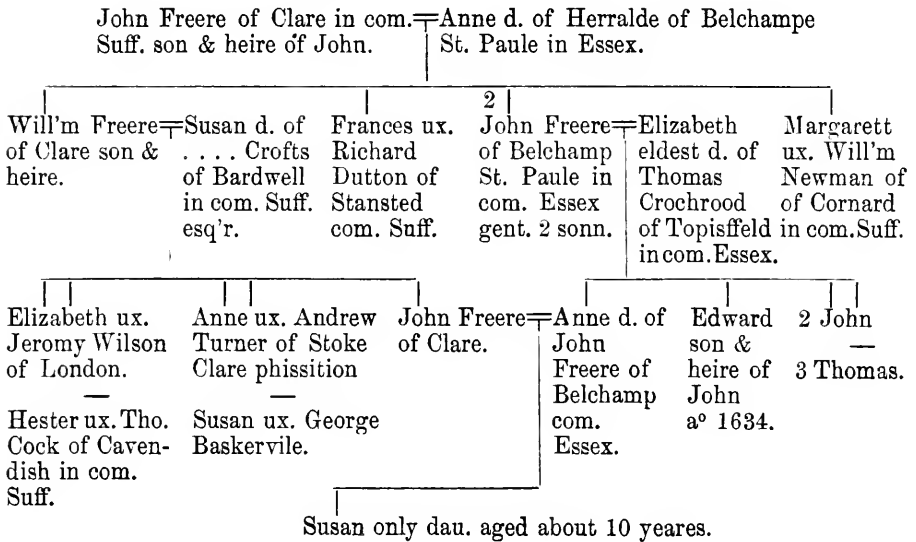 John Freere of Clare in com. Suff. son & heire of John.
Anne d. of Herralde of Belchampe St. Paule in Essex.
Will'm Freere
of Clare son &
heire.
Susan d. of
. . . . Crofts
of Bardwell
in com. Suff.
esq'r.
Frances ux.
Richard
Dutton of
Stansted
com. Suff.
2
John Freere
of Belchamp
St. Paule in
com. Essex
gent. 2 sonn.
Elizabeth
eldest d. of
Thomas
Crochrood
of Topisffeld
in com. Essex.
Margarett
ux. Will'm
Newman of
of Cornard
in com. Suff.
Elizabeth ux.
Jeromy Wilson
of London.
—
Hester ux. Tho.
Cock of Caven-
dish in com.
Suff.
Anne ux. Andrew
Turner of Stoke
Clare phissition
—
Susan ux. George
Baskervile.
John Freere
of Clare.
Anne d. of
John
Freere of
Belchamp
com.
Essex.
Edward
son &
heire of
John
aº 1634.
2 John
—
3 Thomas.
Susan only dau. aged about 10 yeares.